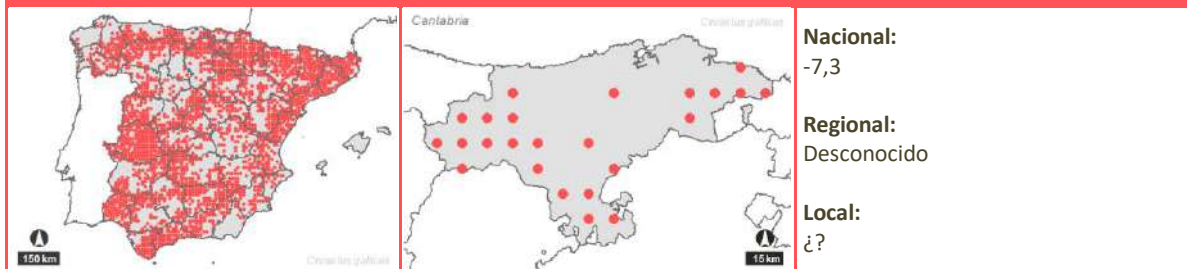 Cantabria
Nacional:
-7,3
Regional:
Desconocido
Local:
¿?
150 km
15 km